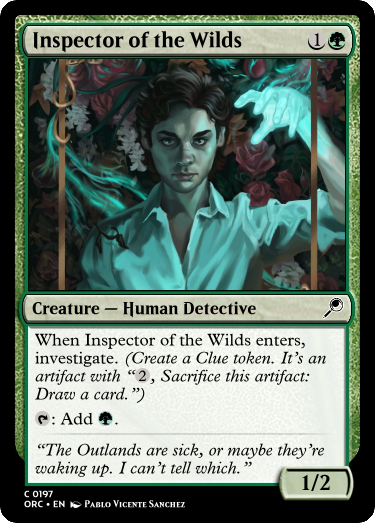 Inspector of the Wilds 1
Creature — Human Detective
When Inspector of the Wilds enters,
investigate. (Create a Clue token. It's an
artifact with “2, Sacrifice this artifact:
Draw a card.”)
: Add .
“The Outlands are sick, or maybe they're
waking up. I can't tell which.”
1/2
C 0197
ORC • EN Pablo Vicente Sanchez